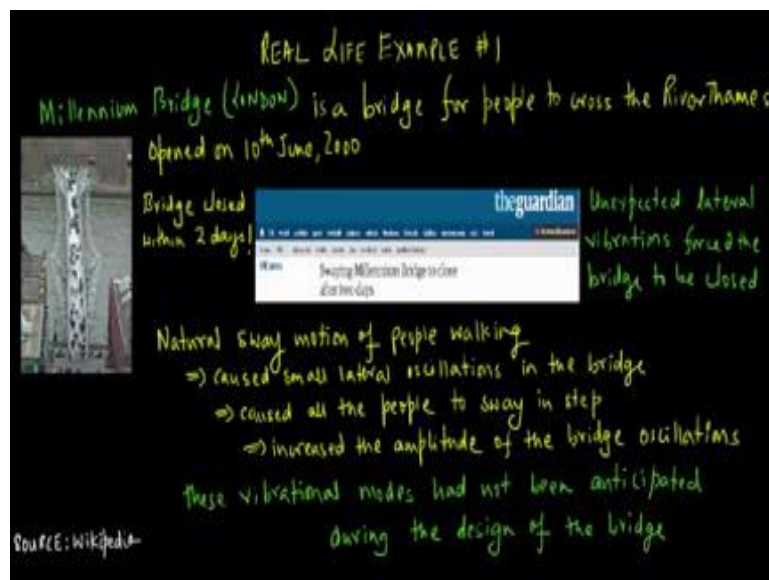 REAL LIFE EXAMPLE #1
Millennium Bridge (LONDON) is a bridge for people to cross the River Thames
Opened on 10th June, 2000
Bridge closed
within 2 days!
theguardian
Swaying Millennium Bridge to close
after two days
Unexpected lateral
vibrations forced the
bridge to be closed
Natural sway motion of people walking
=) caused small lateral oscillations in the bridge
=) caused all the people to sway in step
=) increased the amplitude of the bridge oscillations
These vibrational modes had not been anticipated
During the design of the bridge
SOURCE: Wikipedia